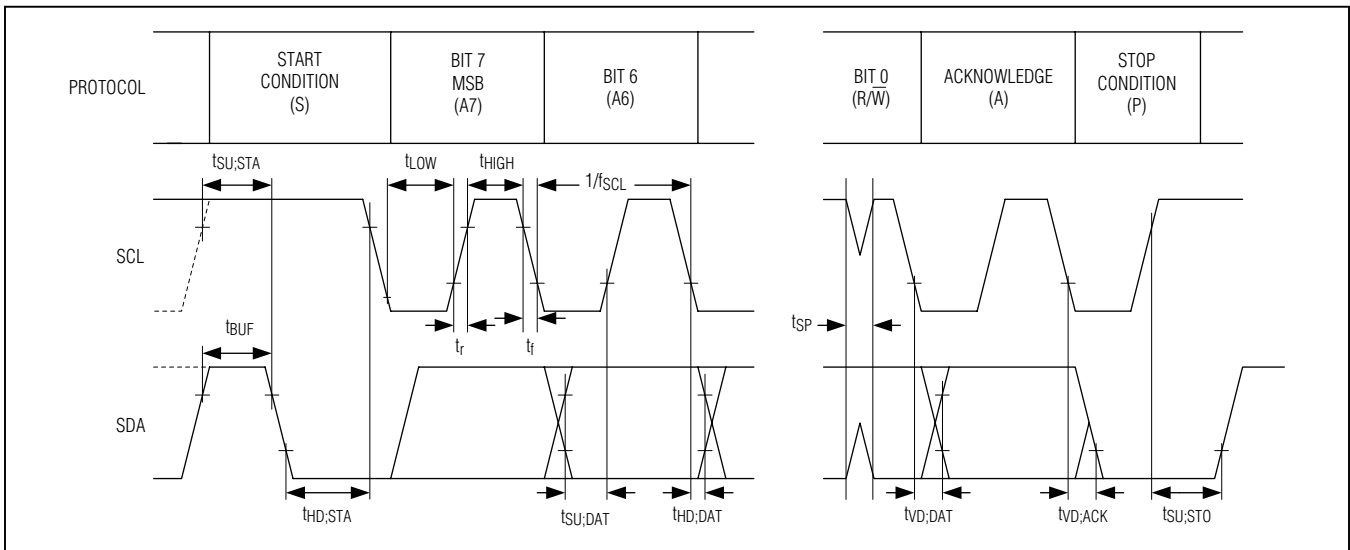 PROTOCOL
START
CONDITION
(S)
BIT 7
MSB
(A7)
BIT 6
(A6)
BIT 0
(R/W̅)
ACKNOWLEDGE
(A)
STOP
CONDITION
(P)
tSU;STA
tLOW
tHIGH
1/fSCL
SCL
tBUF
tr
tf
tSP
SDA
tHD;STA
tSU;DAT
tHD;DAT
tVD;DAT
tVD;ACK
tSU;STO